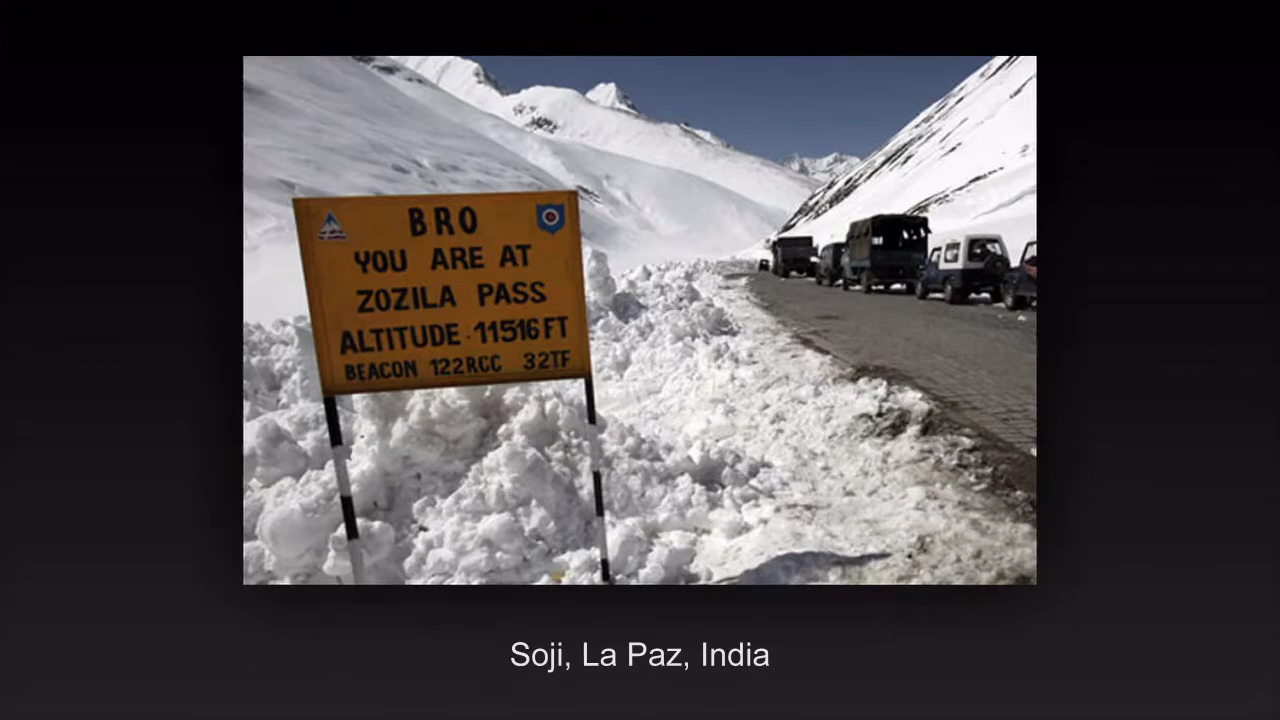 BRO
YOU ARE AT
ZOZILA PASS
ALTITUDE 11516 FT
BEACON 122RCC 32TF
Soji, La Paz, India